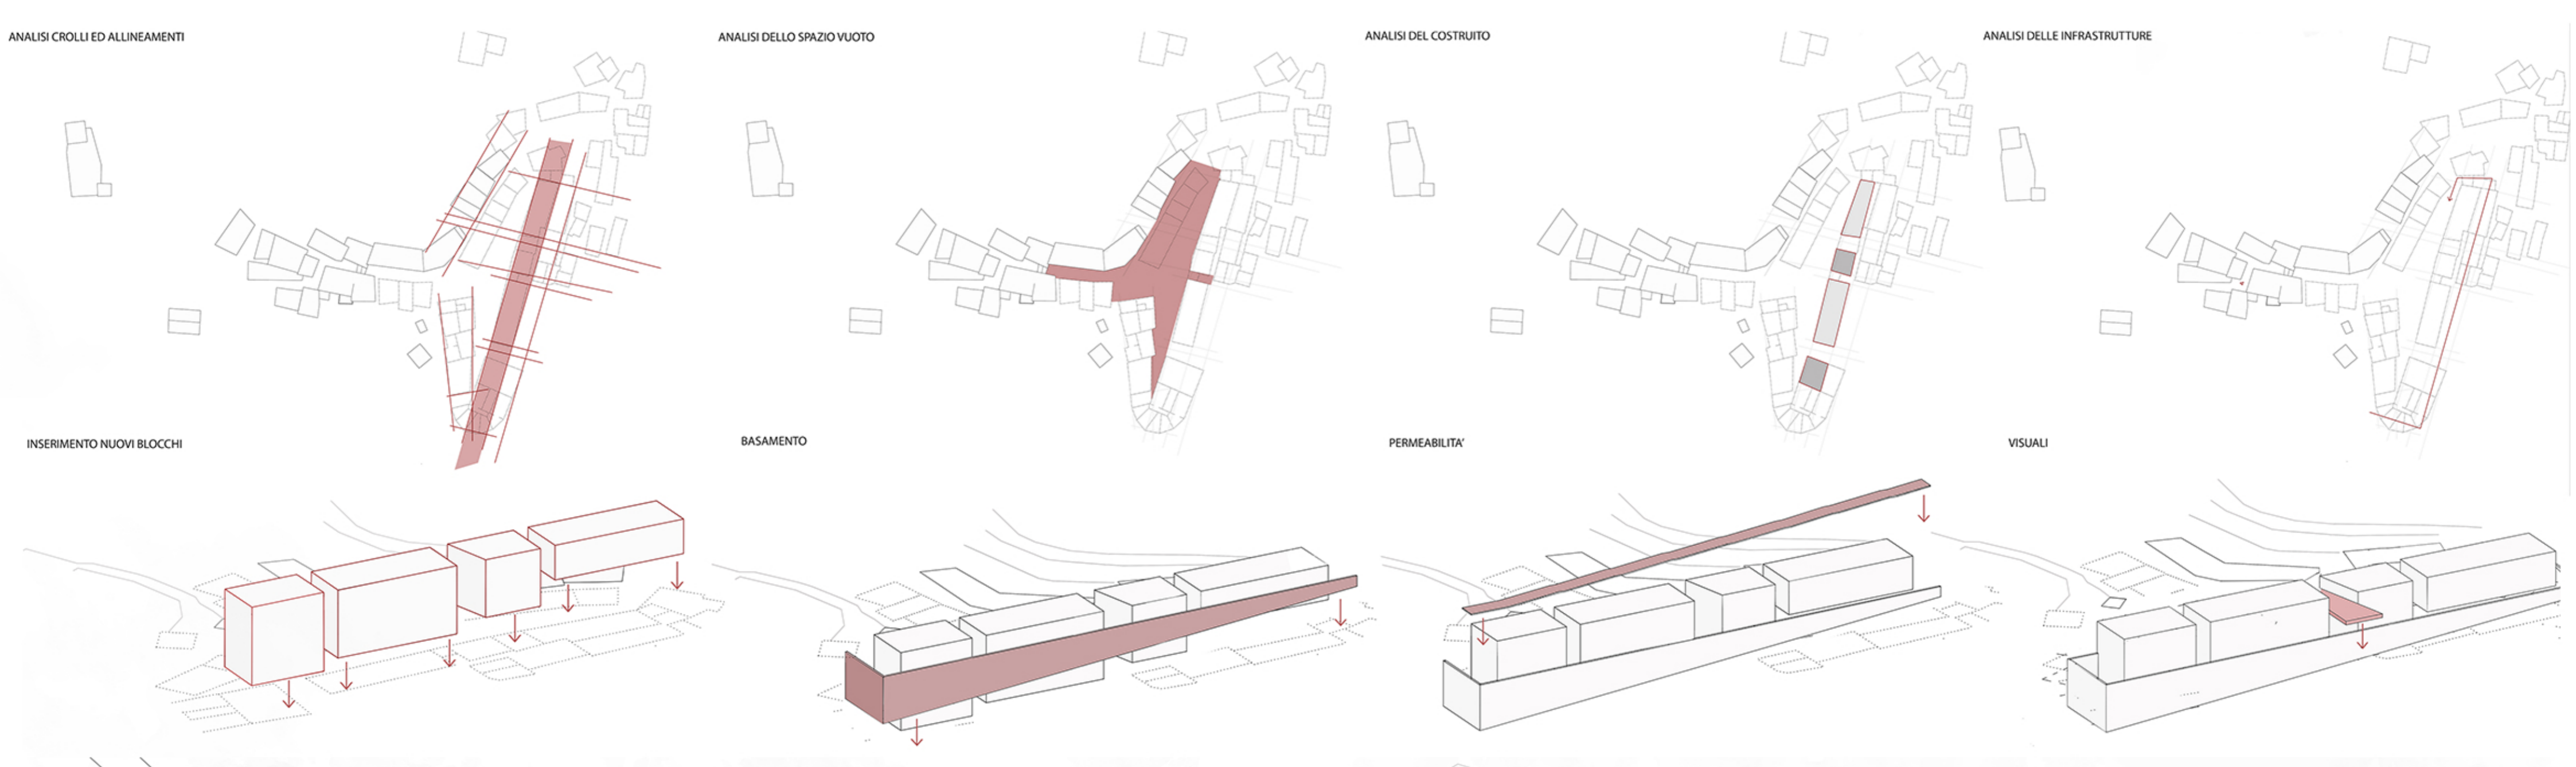 ANALISI CROLLI ED ALLINEAMENTI
ANALISI DELLO SPAZIO VUOTO
ANALISI DEL COSTRUITO
ANALISI DELLE INFRASTRUTTURE
INSERIMENTO NUOVI BLOCCHI
BASAMENTO
PERMEABILITA'
VISUALI